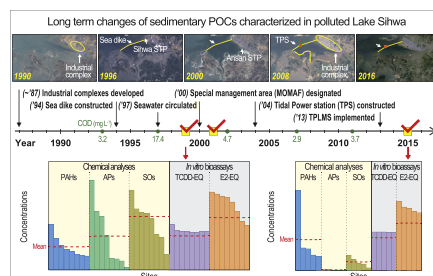 Long term changes of sedimentary POCs characterized in polluted Lake Sihwa
Sea dike
Sihwa STP
Ansan STP
TPS
Industrial
complex
Industrial
complex
1990
1996
2000
2008
2016
(~'87) Industrial complexes developed
('00) Special management area (MOMAF) designated
('94) Sea dike constructed
('97) Seawater circulated
('04) Tidal Power station (TPS) constructed
('13) TPLMS implemented
COD (mg L⁻¹)
3.2
17.4
4.7
2.9
3.7
Year
1990
1995
2000
2005
2010
2015
Chemical analyses
In vitro bioassays
PAHs
APs
SOs
TCDD-EQ
E2-EQ
Mean
Concentrations
Sites
Chemical analyses
In vitro bioassays
PAHs
APs
SOs
TCDD-EQ
E2-EQ
Mean
Concentrations
Sites